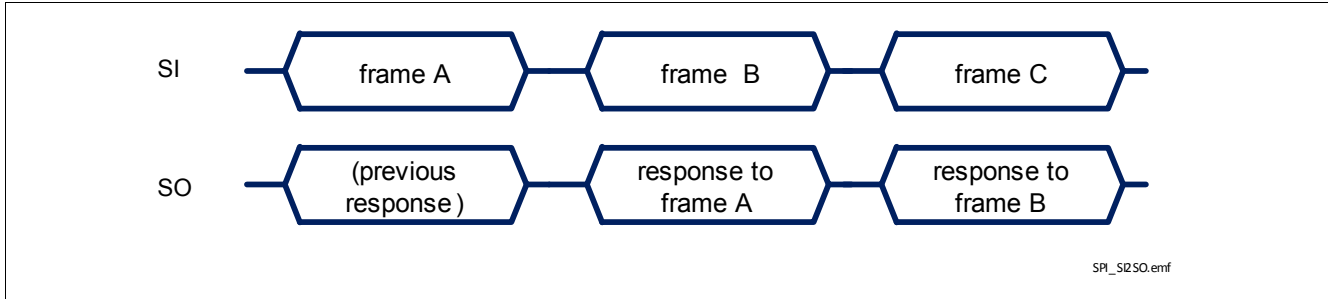 SI
frame A
frame B
frame C
SO
(previous
response)
response to
frame A
response to
frame B
SPI_SI2SO.emf